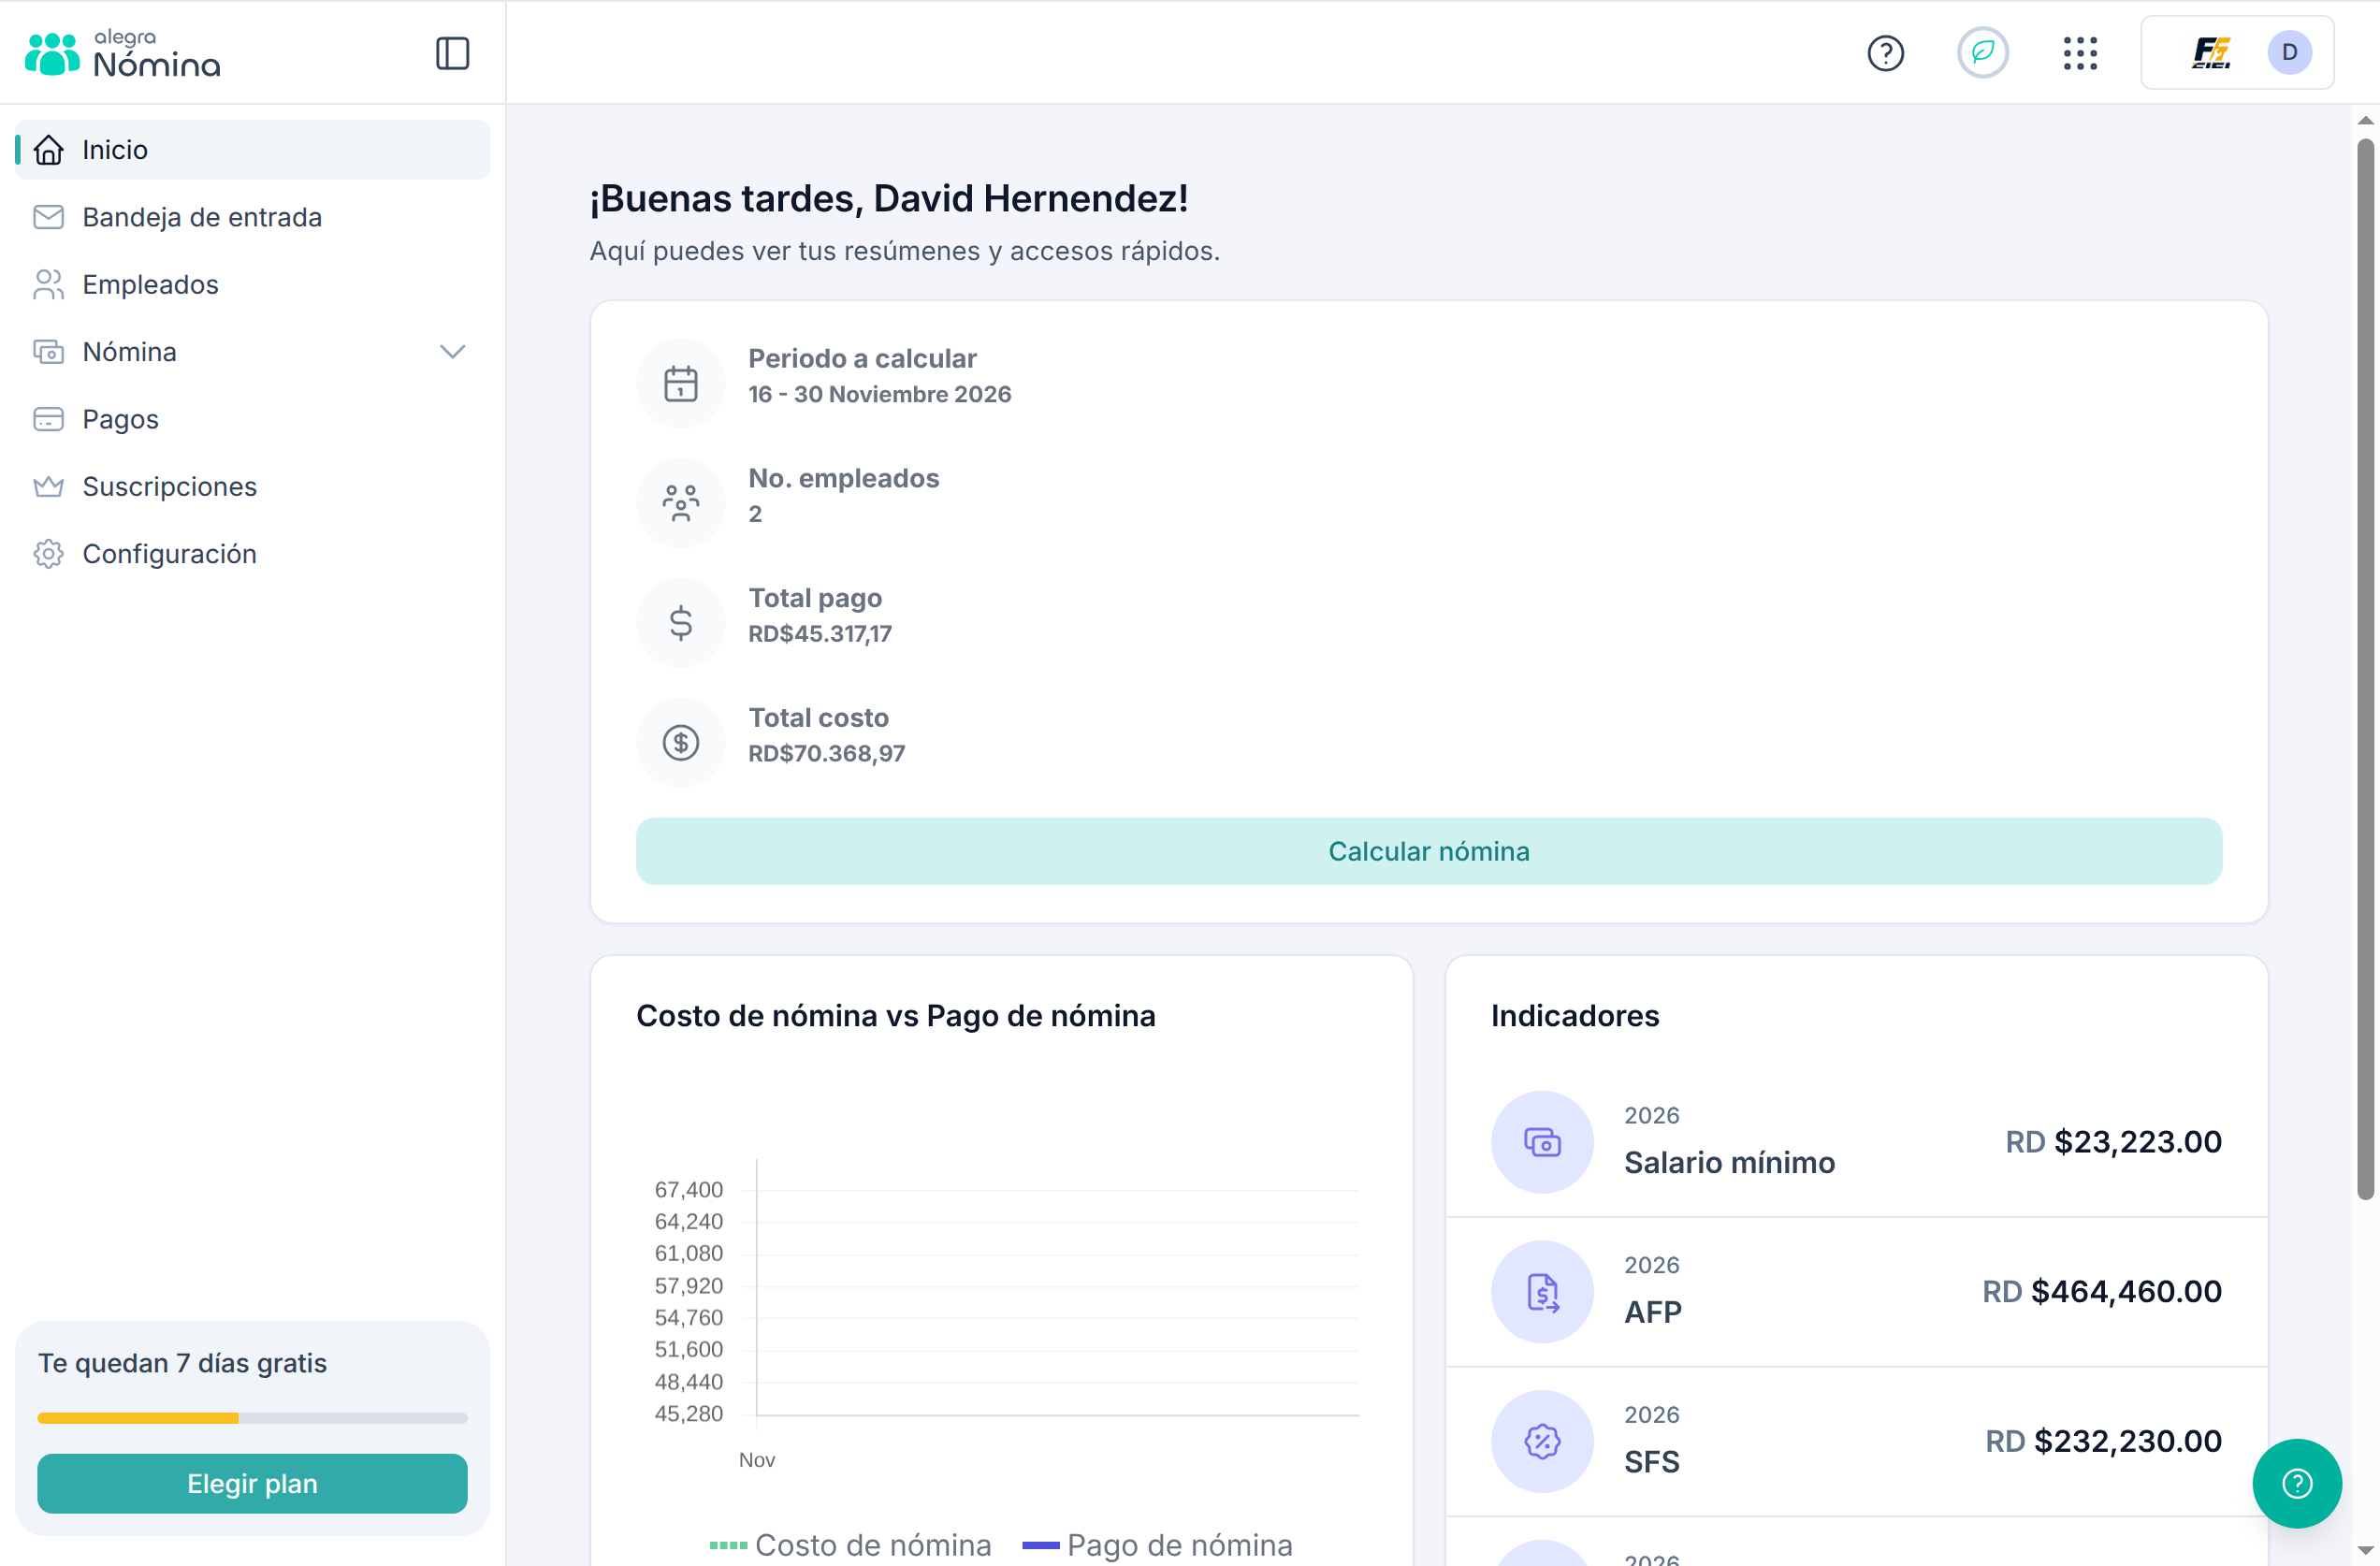 alegra
Nómina
D
Inicio
Bandeja de entrada
Empleados
Nómina
Pagos
Suscripciones
Configuración
Te quedan 7 días gratis
Elegir plan
¡Buenas tardes, David Hernendez!
Aquí puedes ver tus resúmenes y accesos rápidos.
Periodo a calcular
16 - 30 Noviembre 2026
No. empleados
2
Total pago
RD$45.317,17
Total costo
RD$70.368,97
Calcular nómina
Costo de nómina vs Pago de nómina
67,400
64,240
61,080
57,920
54,760
51,600
48,440
45,280
Nov
Costo de nómina
Pago de nómina
Indicadores
2026
Salario mínimo
RD $23,223.00
2026
AFP
RD $464,460.00
2026
SFS
RD $232,230.00
2026